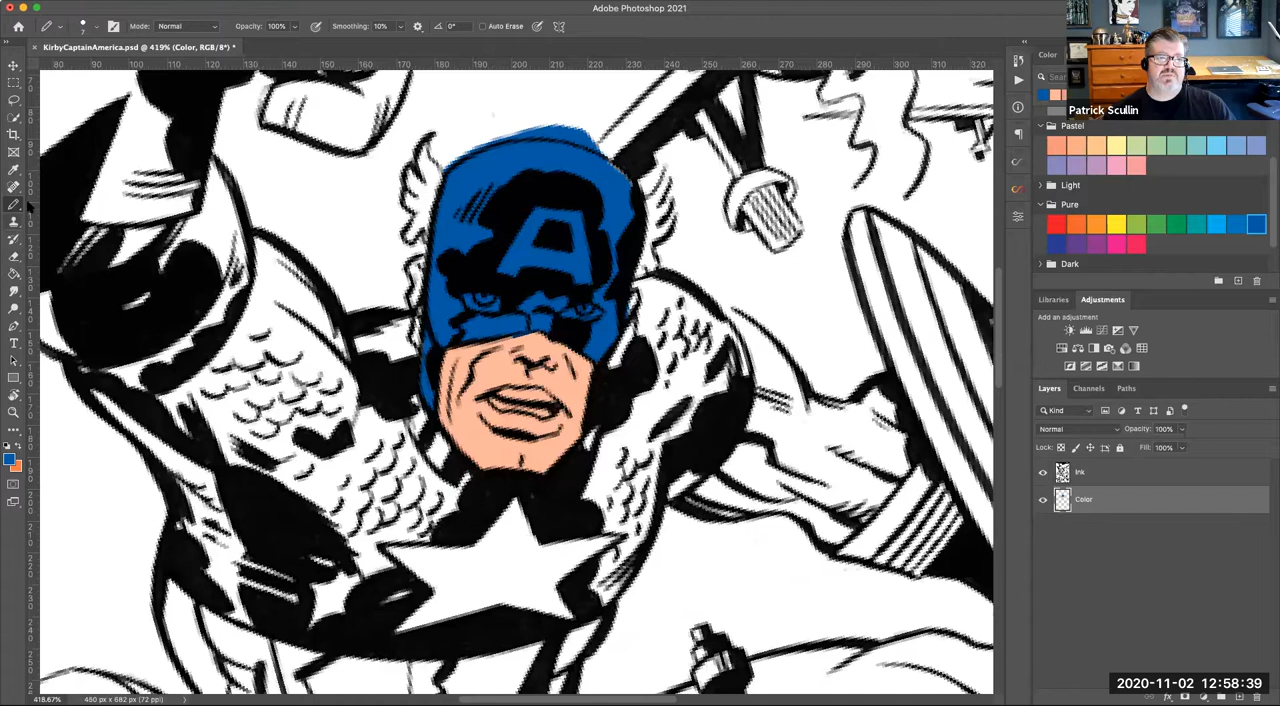 Adobe Photoshop 2021
Mode: Normal Opacity: 100% Smoothing: 10% 0° Auto Erase
7
× KirbyCaptainAmerica.psd @ 419% (Color, RGB/8*) *
80 90 100 110 120 130 140 150 160 170 180 190 200 210 220 230 240 250 260 270 280 290 300 310 320
Color
Patrick Scullin
Pastel
Light
Pure
Dark
Libraries Adjustments
Add an adjustment
Layers Channels Paths
Kind
Normal Opacity: 100%
Lock: Fill: 100%
Ink
Color
A
418.67% 480 px x 682 px (72 ppi)
2020-11-02 12:58:39